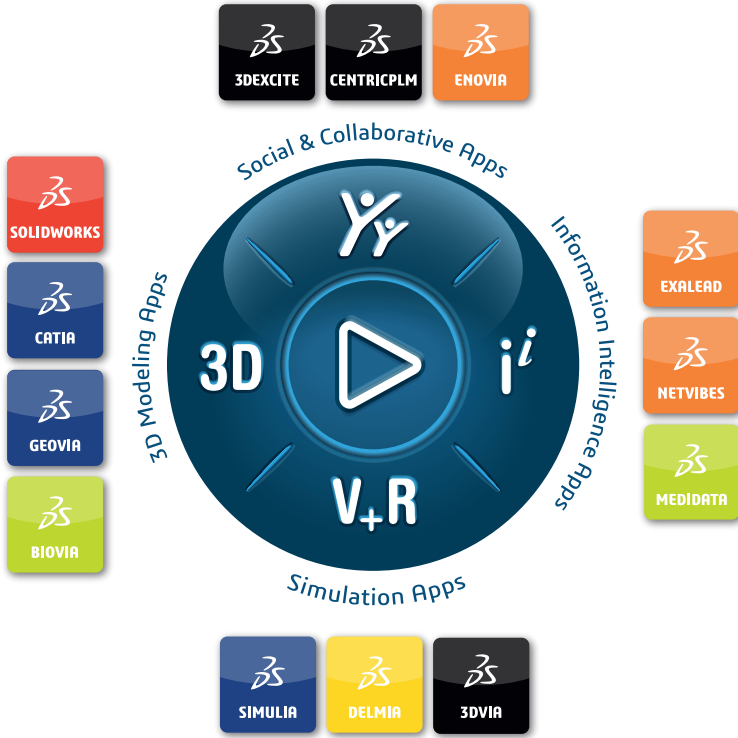 3DEXCITE
CENTRICPLM
ENOVIA
Social & Collaborative Apps
SOLIDWORKS
CATIA
GEOVIA
BIOVIA
3D Modeling Apps
3D
V+R
i i
Information Intelligence Apps
EXALEAD
NETVIBES
MEDIDATA
Simulation Apps
SIMULIA
DELMIA
3DVIA